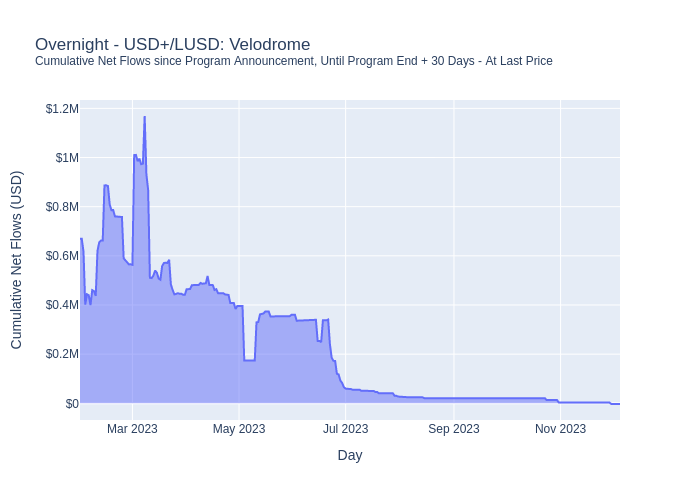 Overnight - USD+/LUSD: Velodrome
Cumulative Net Flows since Program Announcement, Until Program End + 30 Days - At Last Price
$1.2M
$1M
$0.8M
$0.6M
$0.4M
$0.2M
$0
Cumulative Net Flows (USD)
Mar 2023
May 2023
Jul 2023
Sep 2023
Nov 2023
Day